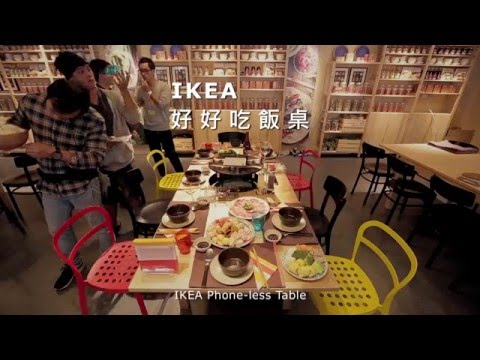 IKEA
好好吃飯桌
IKEA Phone-less Table